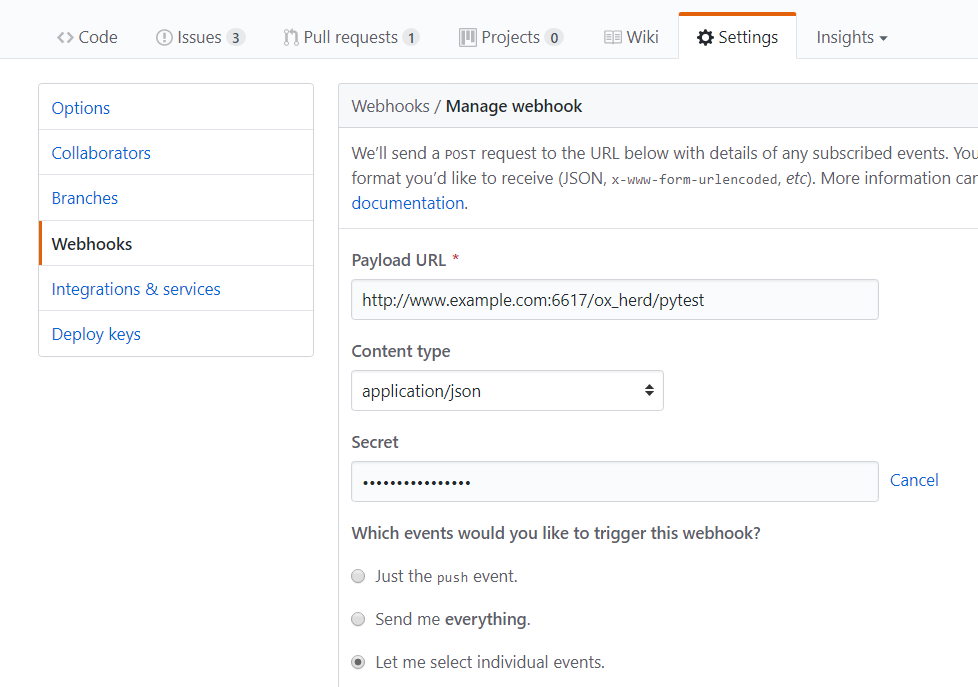 Code Issues 3 Pull requests 1 Projects 0 Wiki Settings Insights
Options
Collaborators
Branches
Webhooks
Integrations & services
Deploy keys
Webhooks / Manage webhook
We’ll send a POST request to the URL below with details of any subscribed events. You
format you’d like to receive (JSON, x-www-form-urlencoded, etc). More information can
documentation.
Payload URL *
http://www.example.com:6617/ox_herd/pytest
Content type
application/json
Secret
••••••••••••••••
Cancel
Which events would you like to trigger this webhook?
Just the push event.
Send me everything.
Let me select individual events.